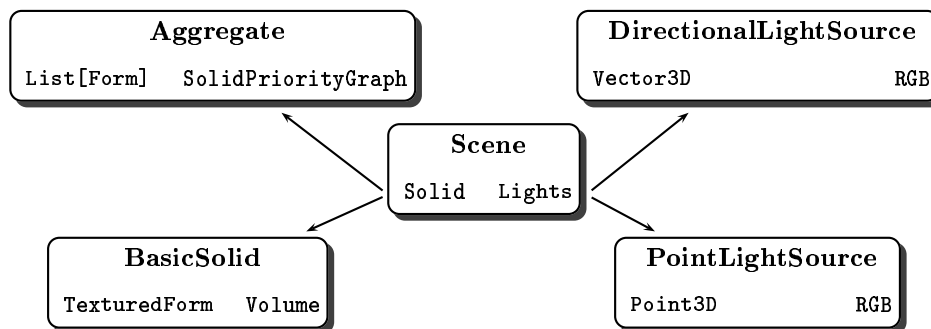 Aggregate
List[Form] SolidPriorityGraph
DirectionalLightSource
Vector3D RGB
Scene
Solid Lights
BasicSolid
TexturedForm Volume
PointLightSource
Point3D RGB